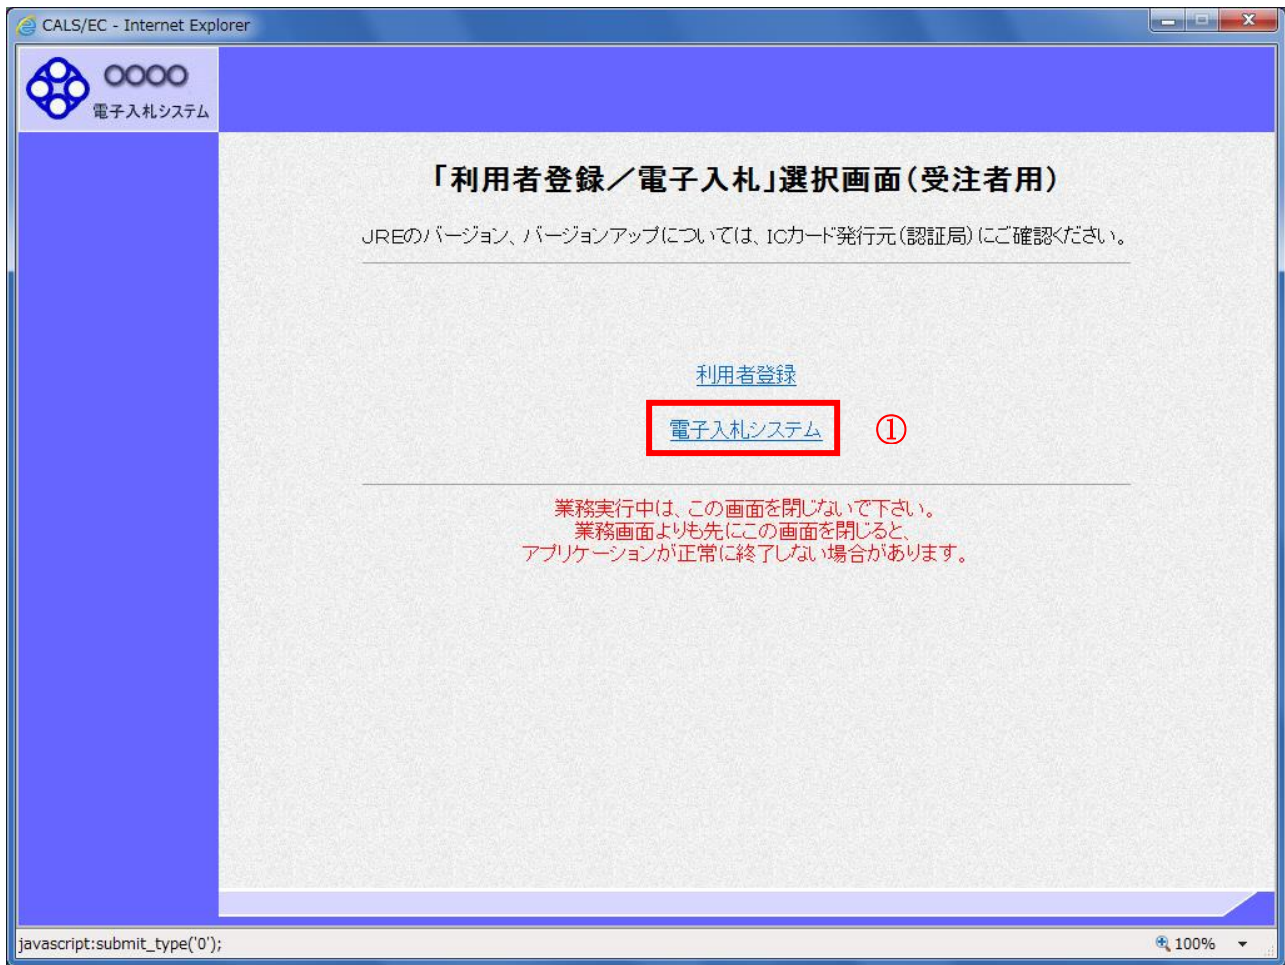 CALS/EC - Internet Explorer
○○○○
電子入札システム
「利用者登録／電子入札」選択画面（受注者用）
JREのバージョン、バージョンアップについては、ICカード発行元（認証局）にご確認ください。
利用者登録
電子入札システム ①
業務実行中は、この画面を閉じないで下さい。
業務画面よりも先にこの画面を閉じると、
アプリケーションが正常に終了しない場合があります。
javascript:submit_type('0'); 100%